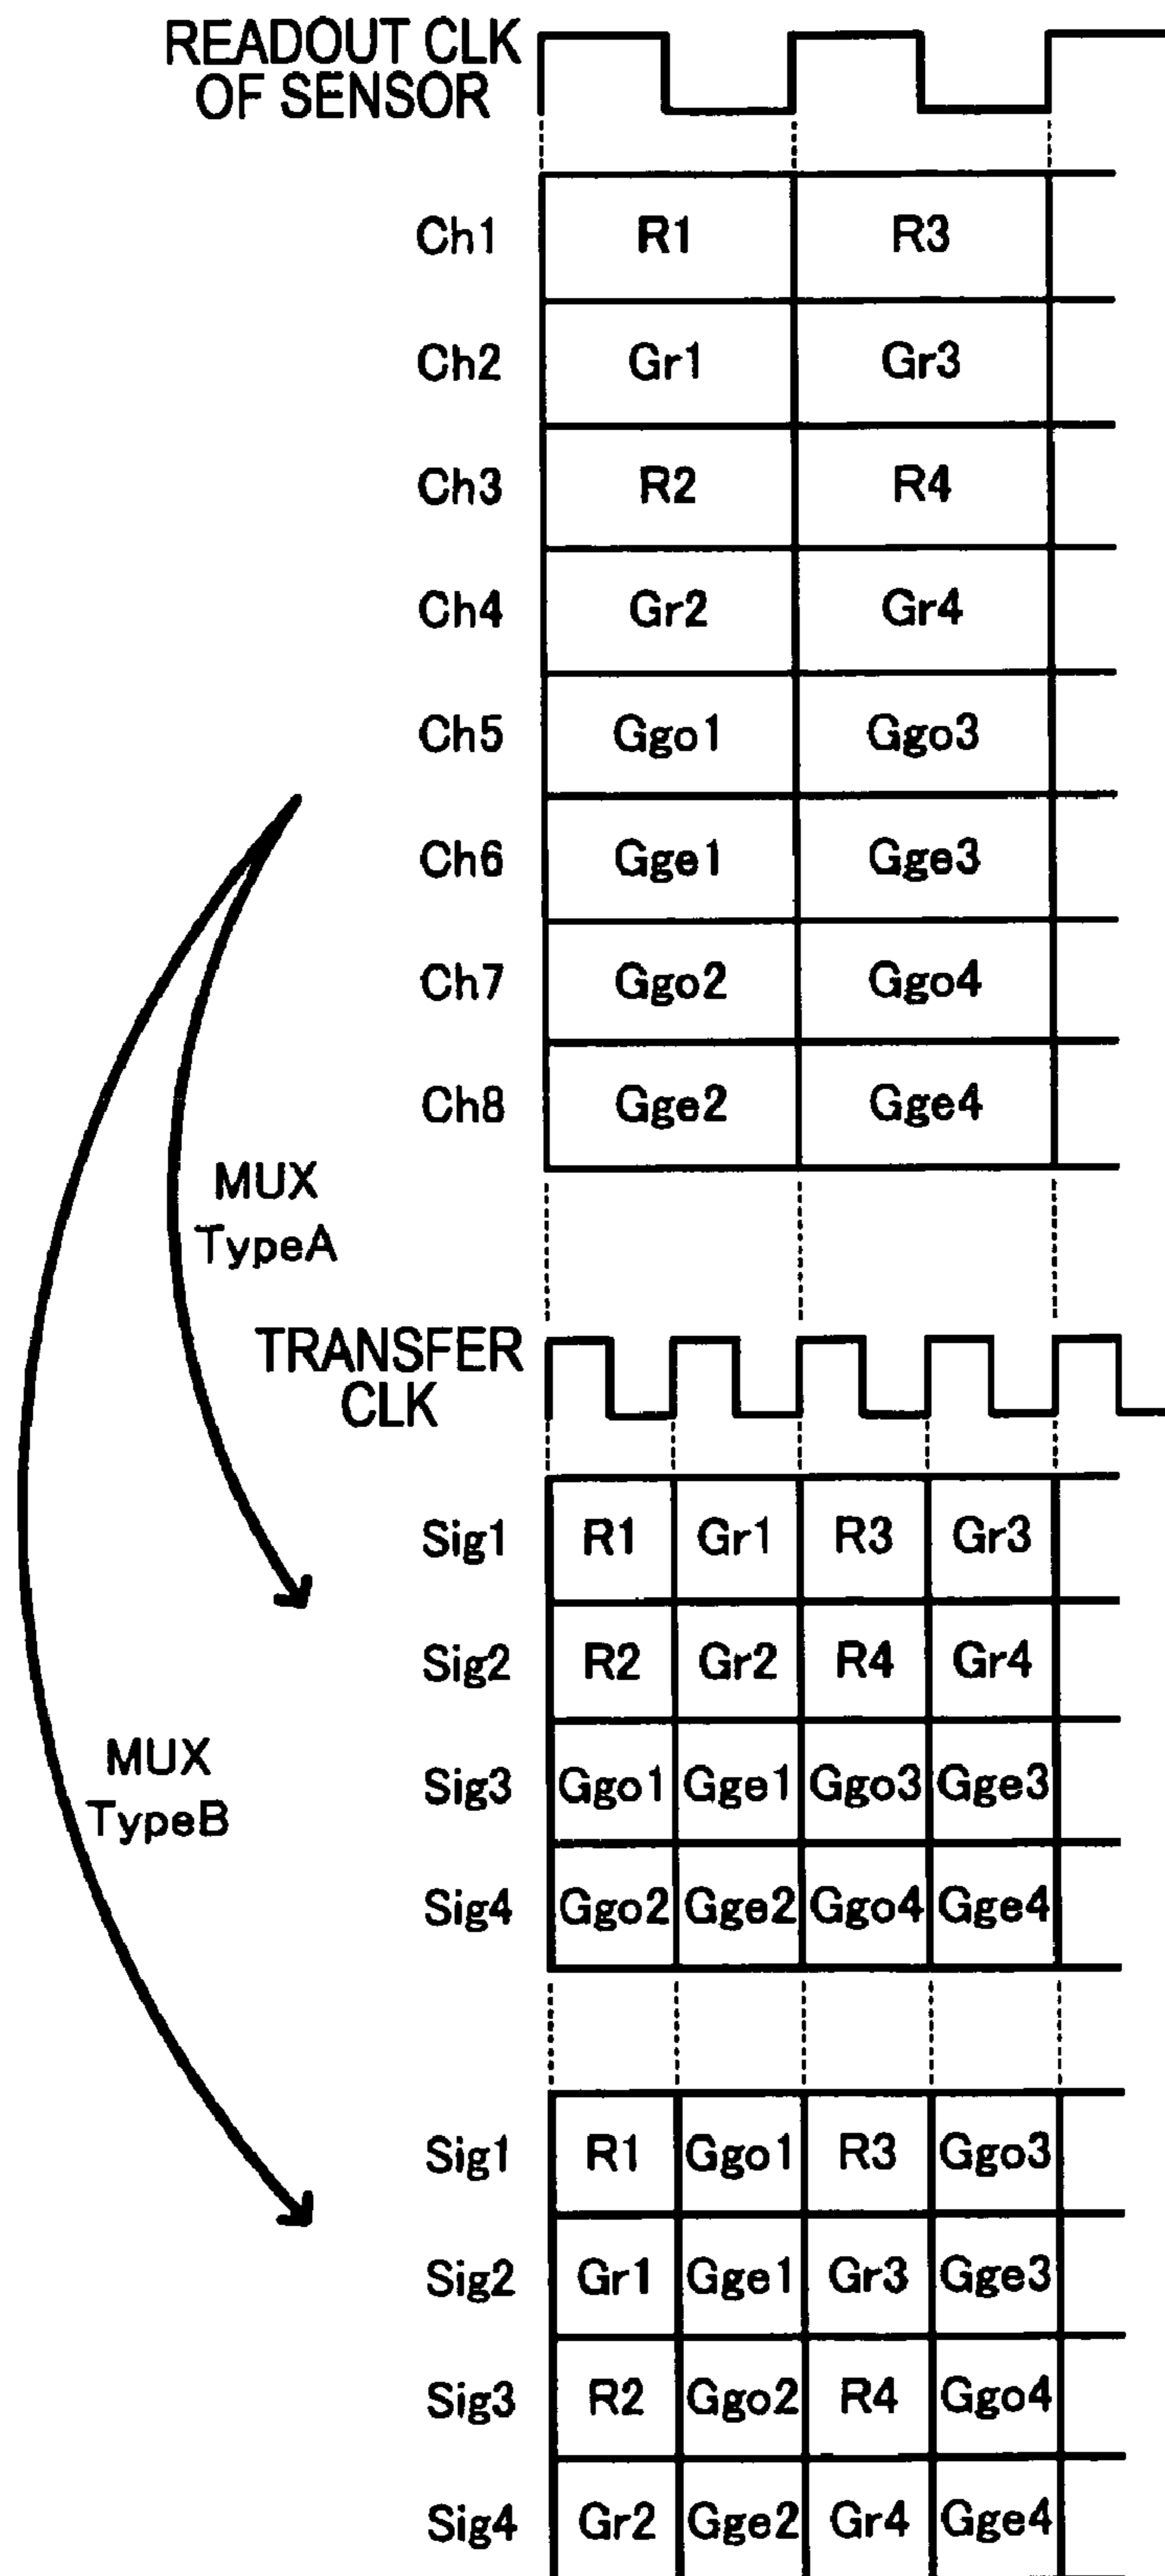 READOUT CLK
OF SENSOR
Ch1 R1 R3
Ch2 Gr1 Gr3
Ch3 R2 R4
Ch4 Gr2 Gr4
Ch5 Ggo1 Ggo3
Ch6 Gge1 Gge3
Ch7 Ggo2 Ggo4
Ch8 Gge2 Gge4
MUX
TypeA
TRANSFER
CLK
Sig1 R1 Gr1 R3 Gr3
Sig2 R2 Gr2 R4 Gr4
Sig3 Ggo1 Gge1 Ggo3 Gge3
Sig4 Ggo2 Gge2 Ggo4 Gge4
MUX
TypeB
Sig1 R1 Ggo1 R3 Ggo3
Sig2 Gr1 Gge1 Gr3 Gge3
Sig3 R2 Ggo2 R4 Ggo4
Sig4 Gr2 Gge2 Gr4 Gge4